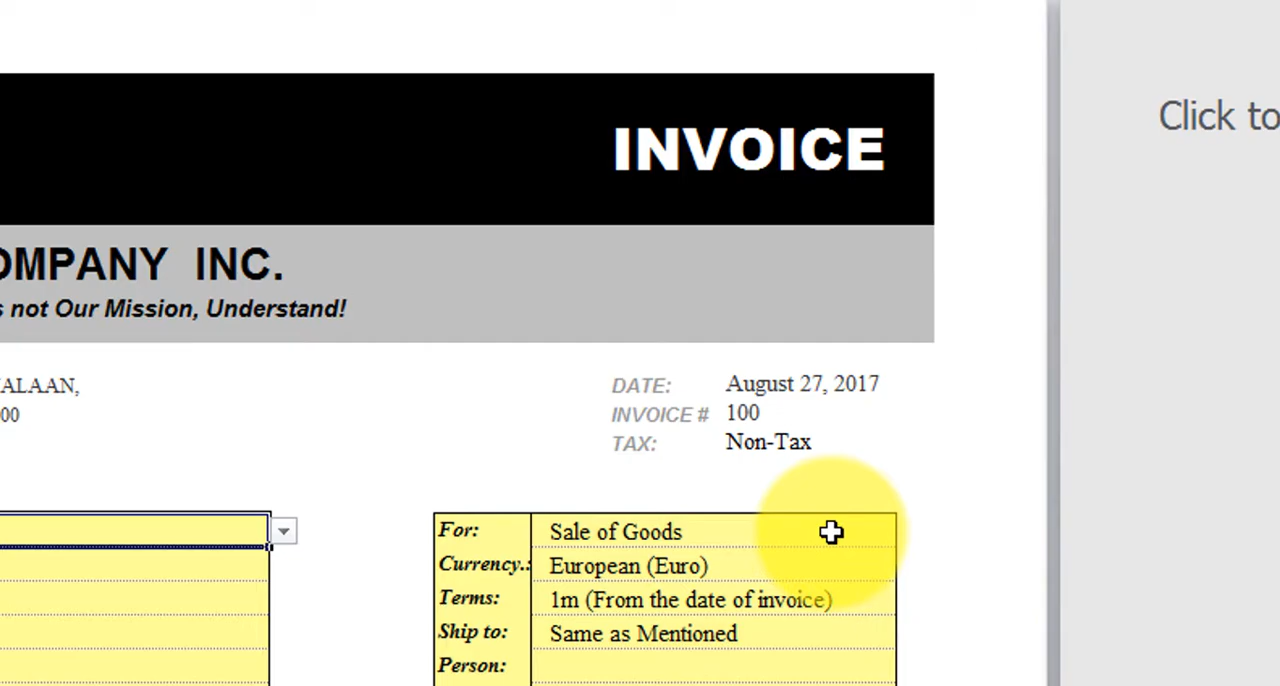 INVOICE
Click to
OMPANY INC.
s not Our Mission, Understand!
ALAAN,
00
DATE: August 27, 2017
INVOICE # 100
TAX: Non-Tax
For: Sale of Goods
Currency.: European (Euro)
Terms: 1m (From the date of invoice)
Ship to: Same as Mentioned
Person: